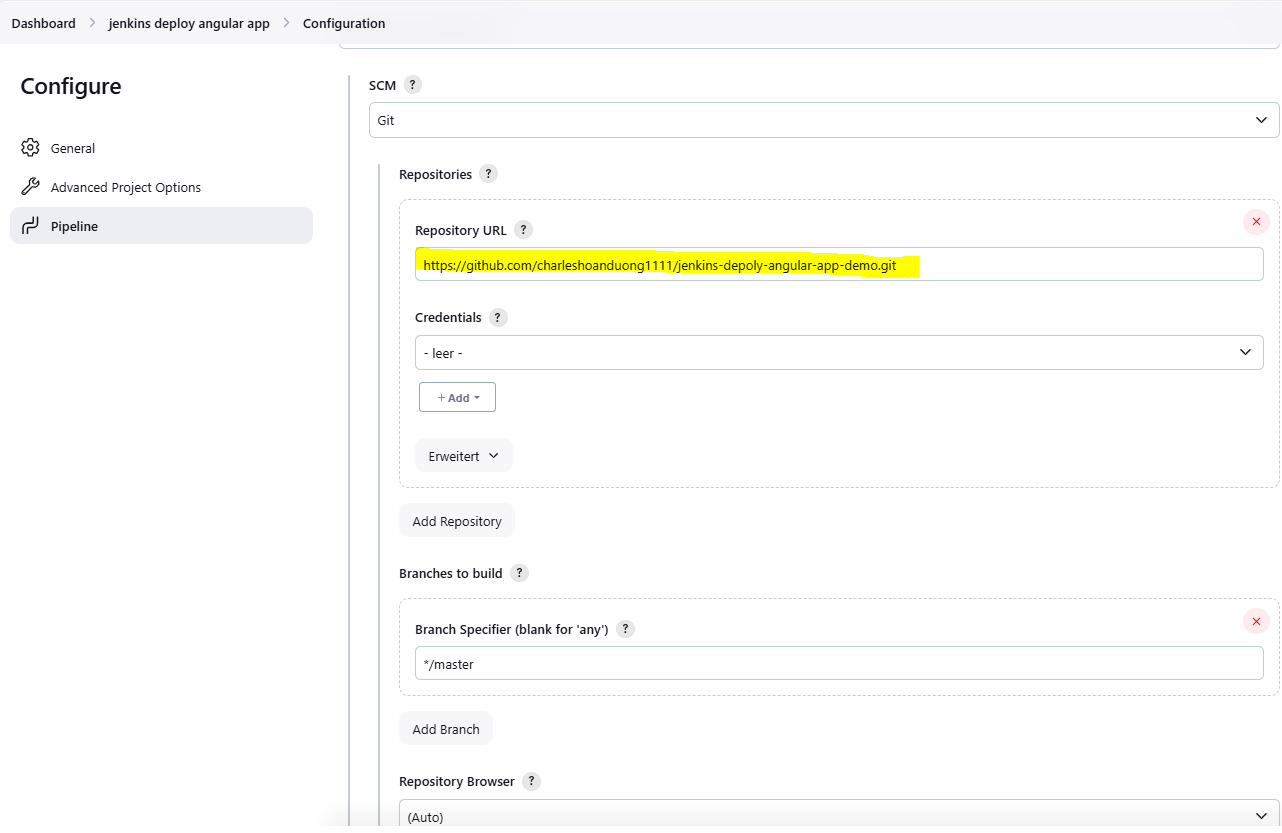 Dashboard > jenkins deploy angular app > Configuration
Configure
General
Advanced Project Options
Pipeline
SCM ?
Git
Repositories ?
Repository URL ?
https://github.com/charleshoanduong1111/jenkins-depoly-angular-app-demo.git
Credentials ?
- leer -
+ Add
Erweitert
Add Repository
Branches to build ?
Branch Specifier (blank for 'any') ?
*/master
Add Branch
Repository Browser ?
(Auto)